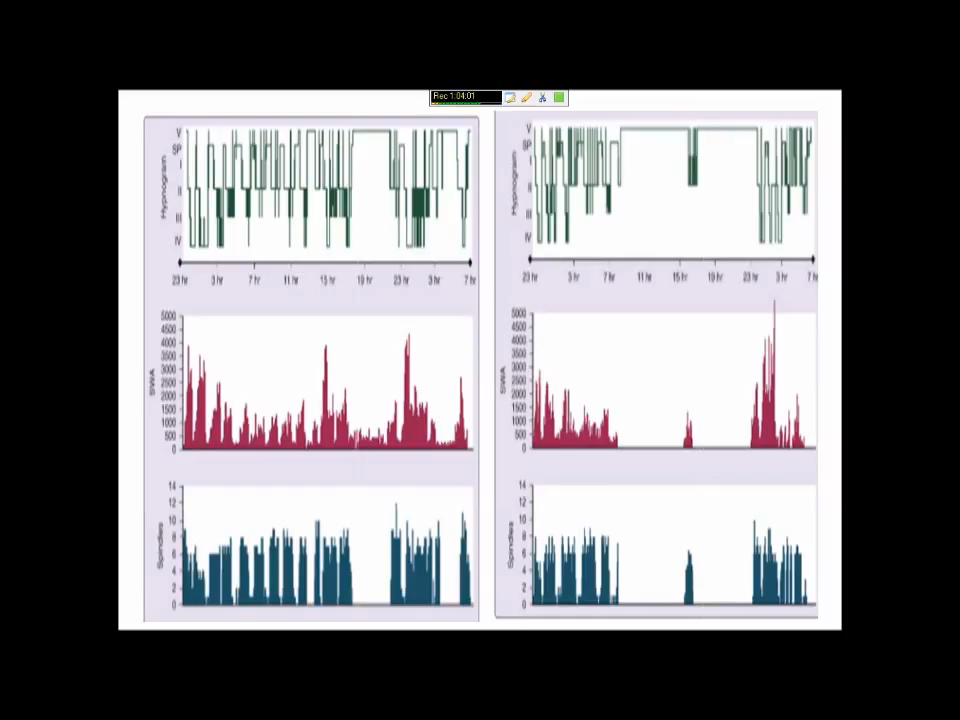 Rec 1:04:01
Hypnogram
V
SP
I
II
III
IV
23 hr 3 hr 7 hr 11 hr 15 hr 19 hr 23 hr 3 hr 7 hr
SWA
5000
4500
4000
3500
3000
2500
2000
1500
1000
500
0
Spindles
14
12
10
8
6
4
2
0
Hypnogram
V
SP
I
II
III
IV
23 hr 3 hr 7 hr 11 hr 15 hr 19 hr 23 hr 3 hr 7 hr
SWA
5000
4500
4000
3500
3000
2500
2000
1500
1000
500
0
Spindles
14
12
10
8
6
4
2
0